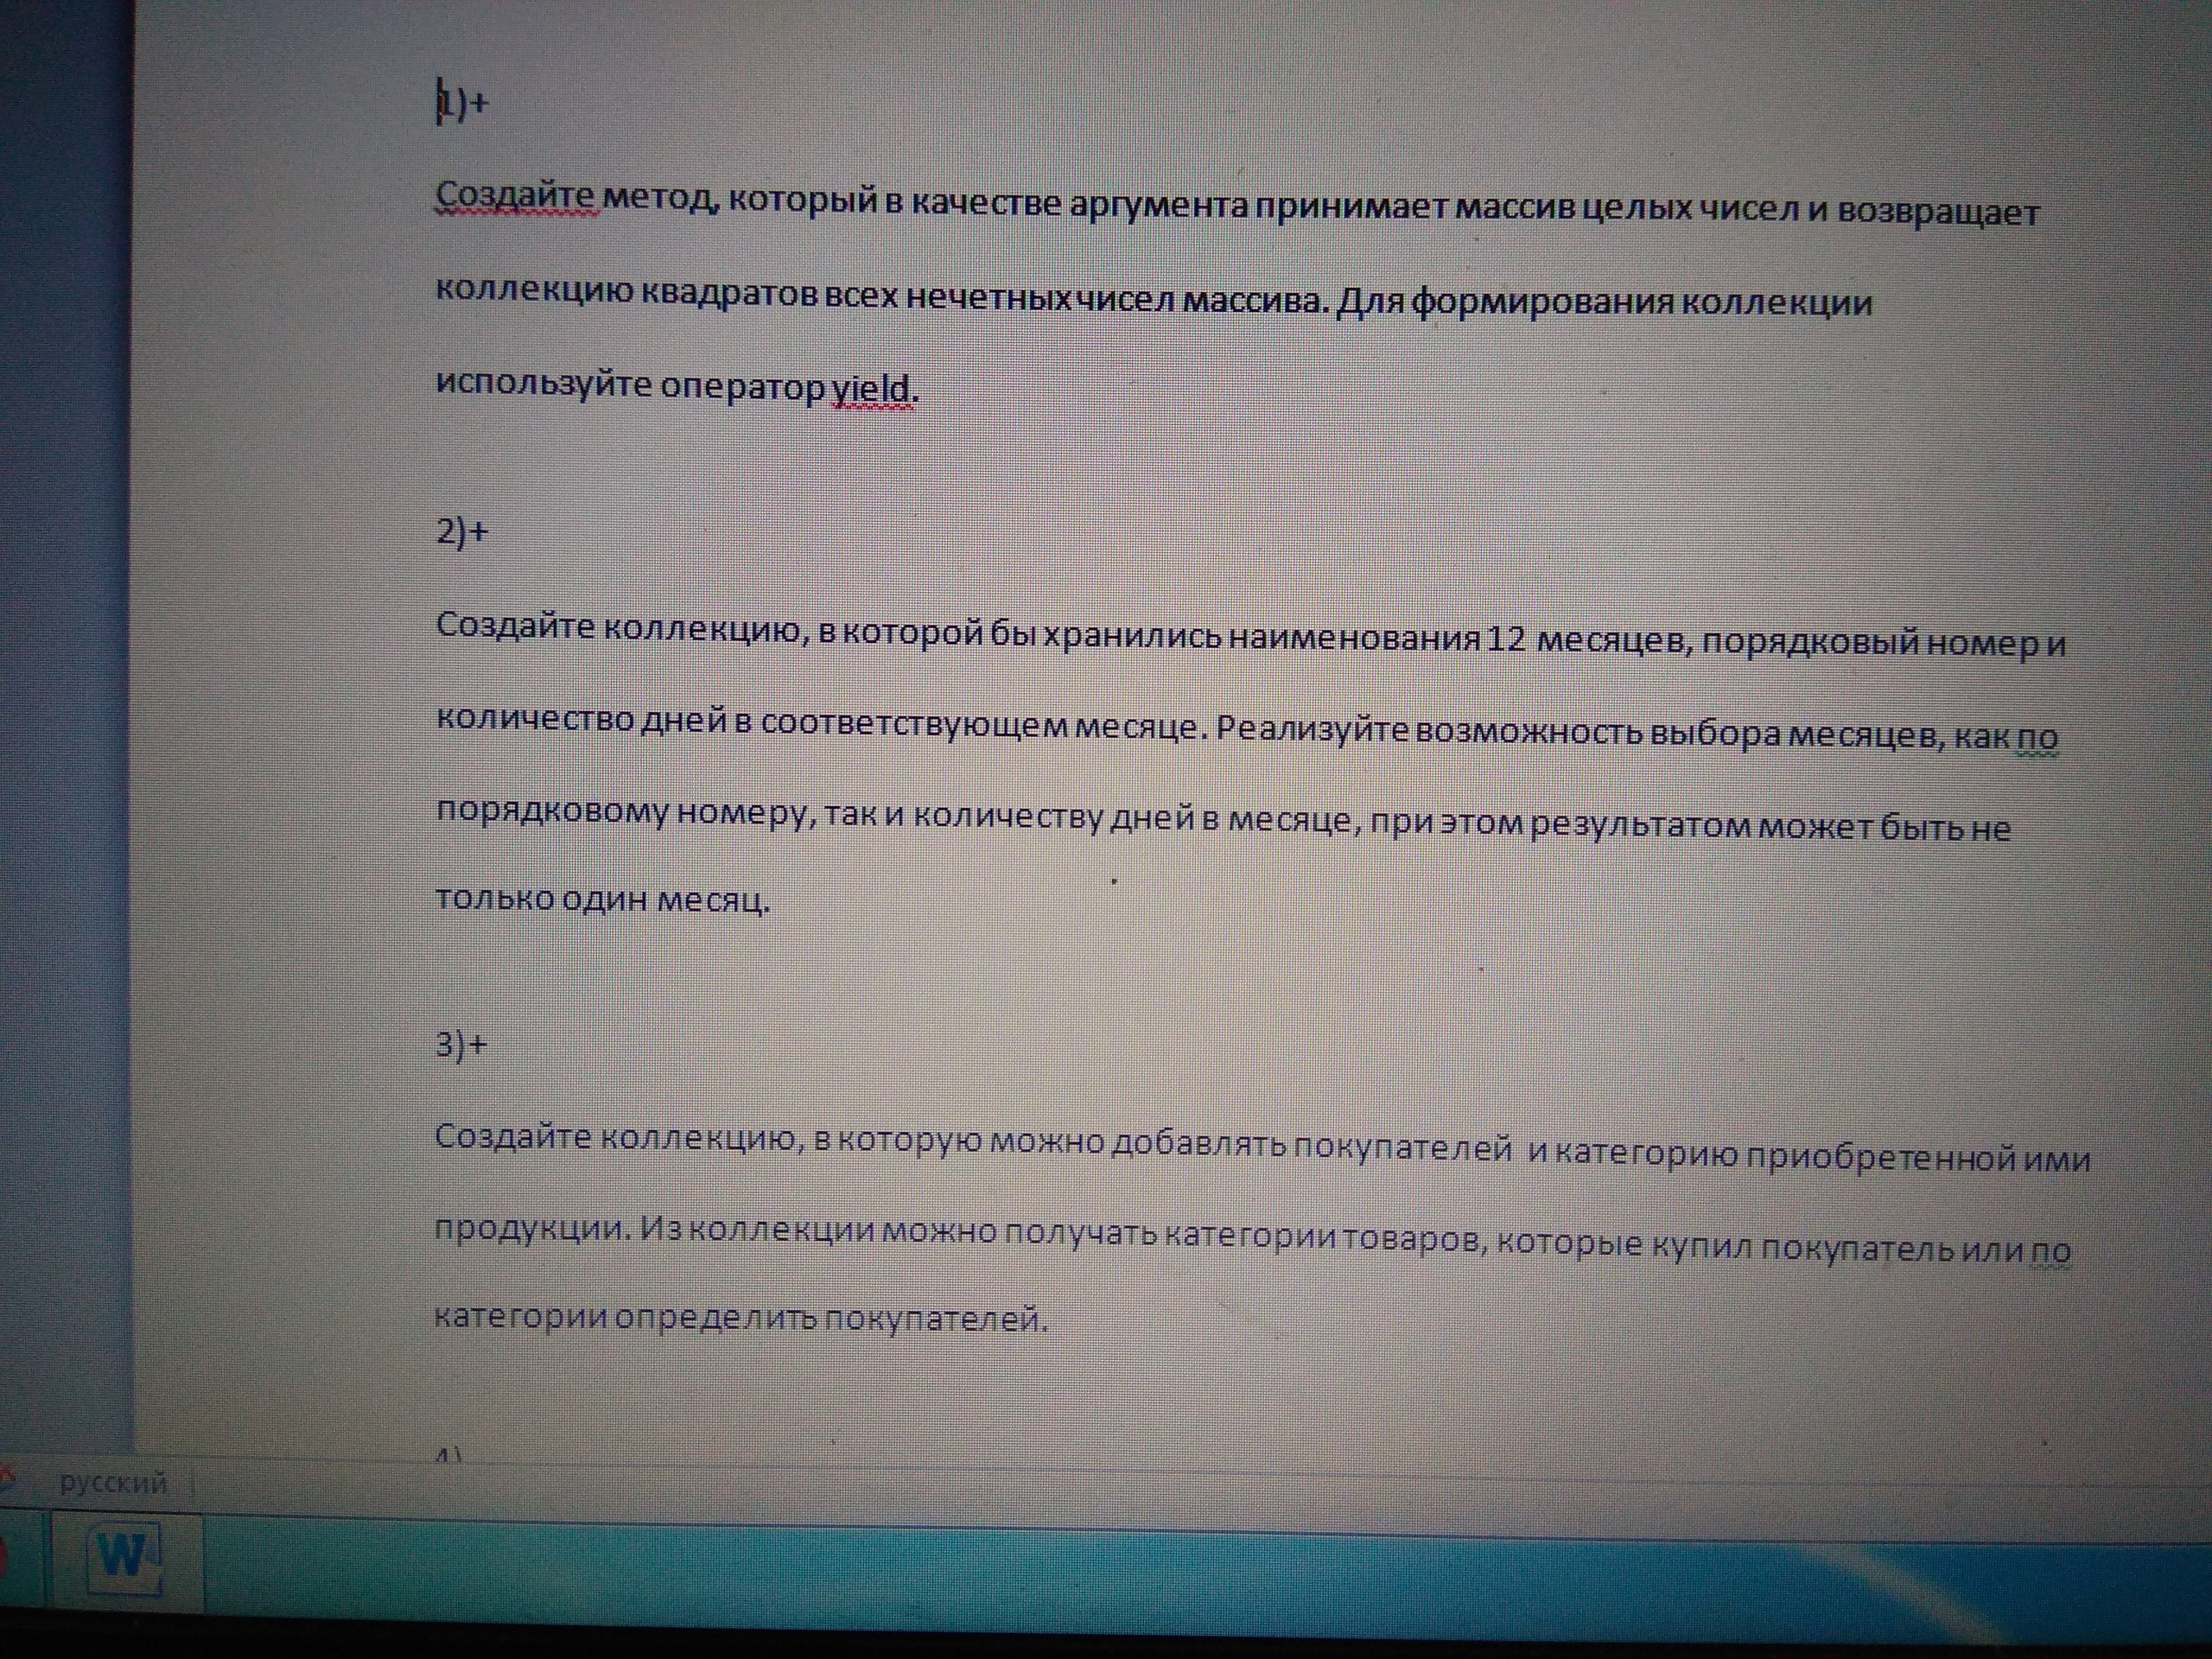 1)+
Создайте метод, который в качестве аргумента принимает массив целых чисел и возвращает
коллекцию квадратов всех нечетных чисел массива. Для формирования коллекции
используйте оператор yield.
2)+
Создайте коллекцию, в которой бы хранились наименования 12 месяцев, порядковый номер и
количество дней в соответствующем месяце. Реализуйте возможность выбора месяцев, как по
порядковому номеру, так и количеству дней в месяце, при этом результатом может быть не
только один месяц.
3)+
Создайте коллекцию, в которую можно добавлять покупателей и категорию приобретенной ими
продукции. Из коллекции можно получать категории товаров, которые купил покупатель или по
категории определить покупателей.
4)
русский
W